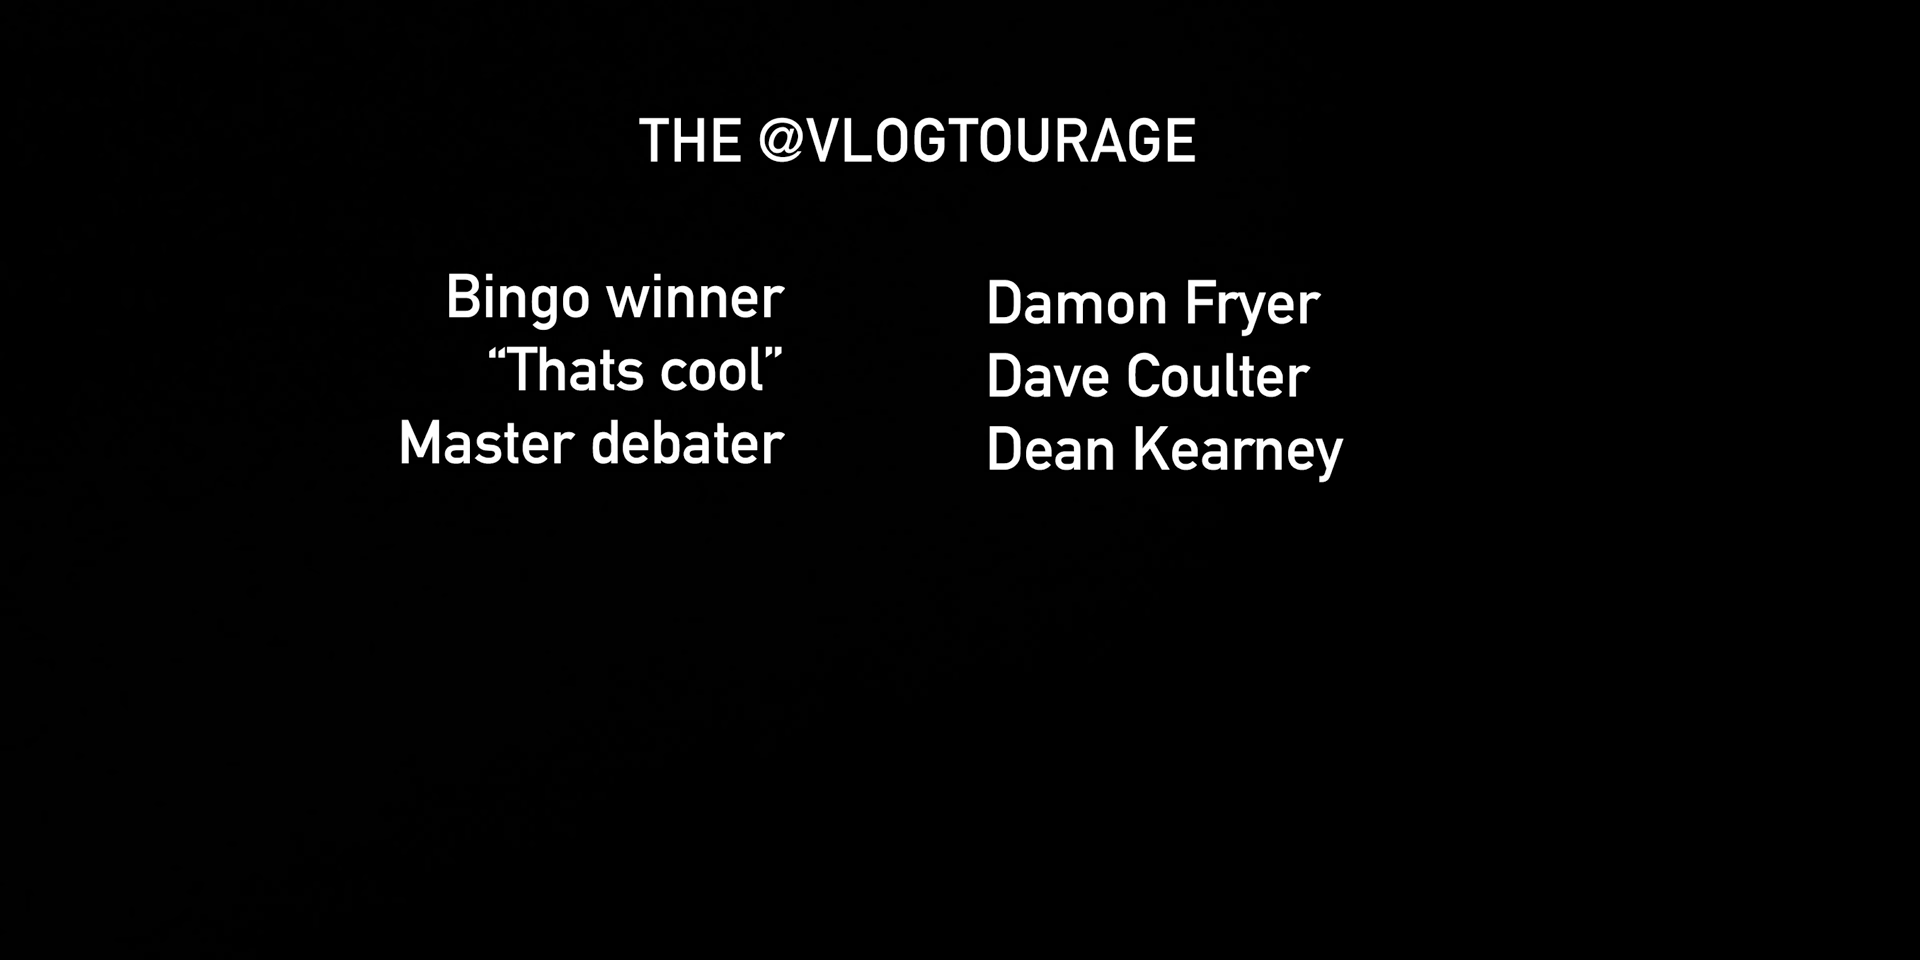 THE @VLOGTOURAGE
Bingo winner Damon Fryer
“Thats cool” Dave Coulter
Master debater Dean Kearney